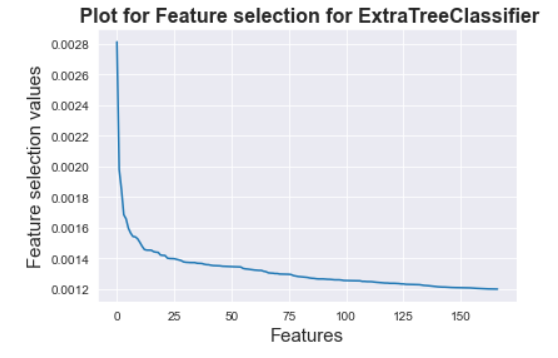 Plot for Feature selection for ExtraTreeClassifier
Feature selection values
0.0028
0.0026
0.0024
0.0022
0.0020
0.0018
0.0016
0.0014
0.0012
0 25 50 75 100 125 150
Features